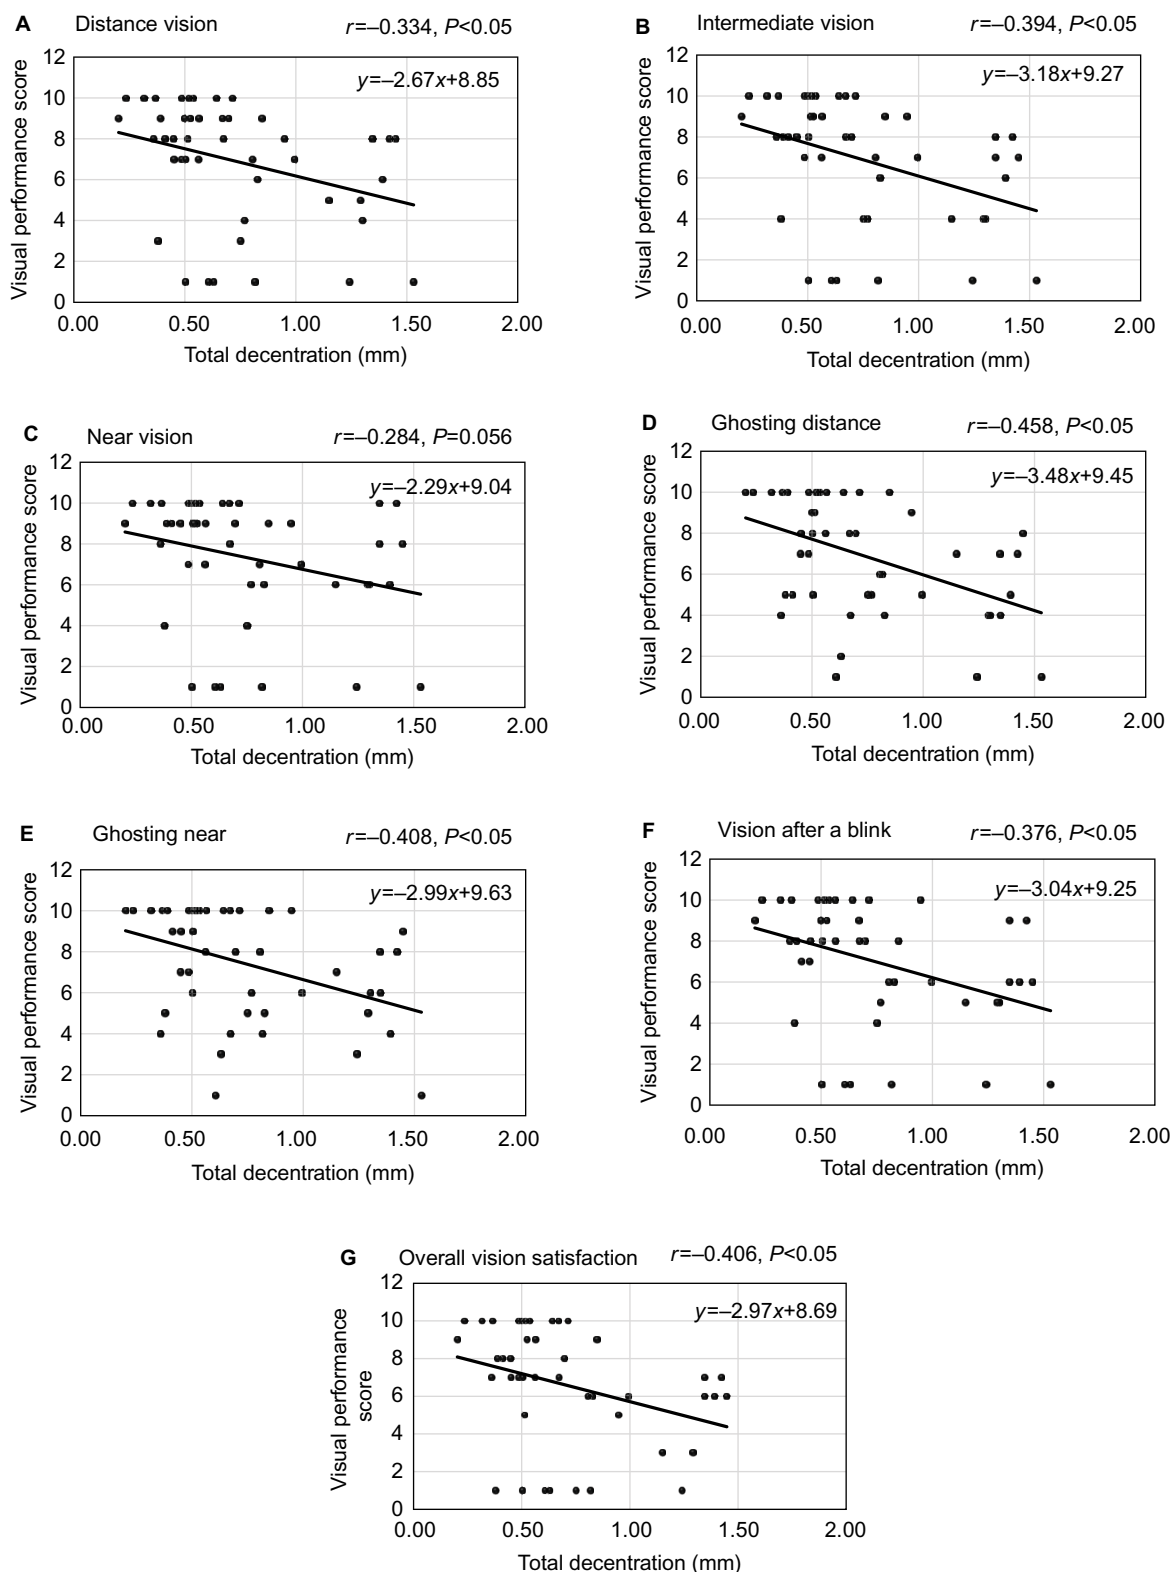 A Distance vision r=–0.334, P<0.05
y=–2.67x+8.85
Visual performance score
12
10
8
6
4
2
0
0.00 0.50 1.00 1.50 2.00
Total decentration (mm)
B Intermediate vision r=–0.394, P<0.05
y=–3.18x+9.27
Visual performance score
12
10
8
6
4
2
0
0.00 0.50 1.00 1.50 2.00
Total decentration (mm)
C Near vision r=–0.284, P=0.056
y=–2.29x+9.04
Visual performance score
12
10
8
6
4
2
0
0.00 0.50 1.00 1.50 2.00
Total decentration (mm)
D Ghosting distance r=–0.458, P<0.05
y=–3.48x+9.45
Visual performance score
12
10
8
6
4
2
0
0.00 0.50 1.00 1.50 2.00
Total decentration (mm)
E Ghosting near r=–0.408, P<0.05
y=–2.99x+9.63
Visual performance score
12
10
8
6
4
2
0
0.00 0.50 1.00 1.50 2.00
Total decentration (mm)
F Vision after a blink r=–0.376, P<0.05
y=–3.04x+9.25
Visual performance score
12
10
8
6
4
2
0
0.00 0.50 1.00 1.50 2.00
Total decentration (mm)
G Overall vision satisfaction r=–0.406, P<0.05
y=–2.97x+8.69
Visual performance
score
12
10
8
6
4
2
0
0.00 0.50 1.00 1.50 2.00
Total decentration (mm)